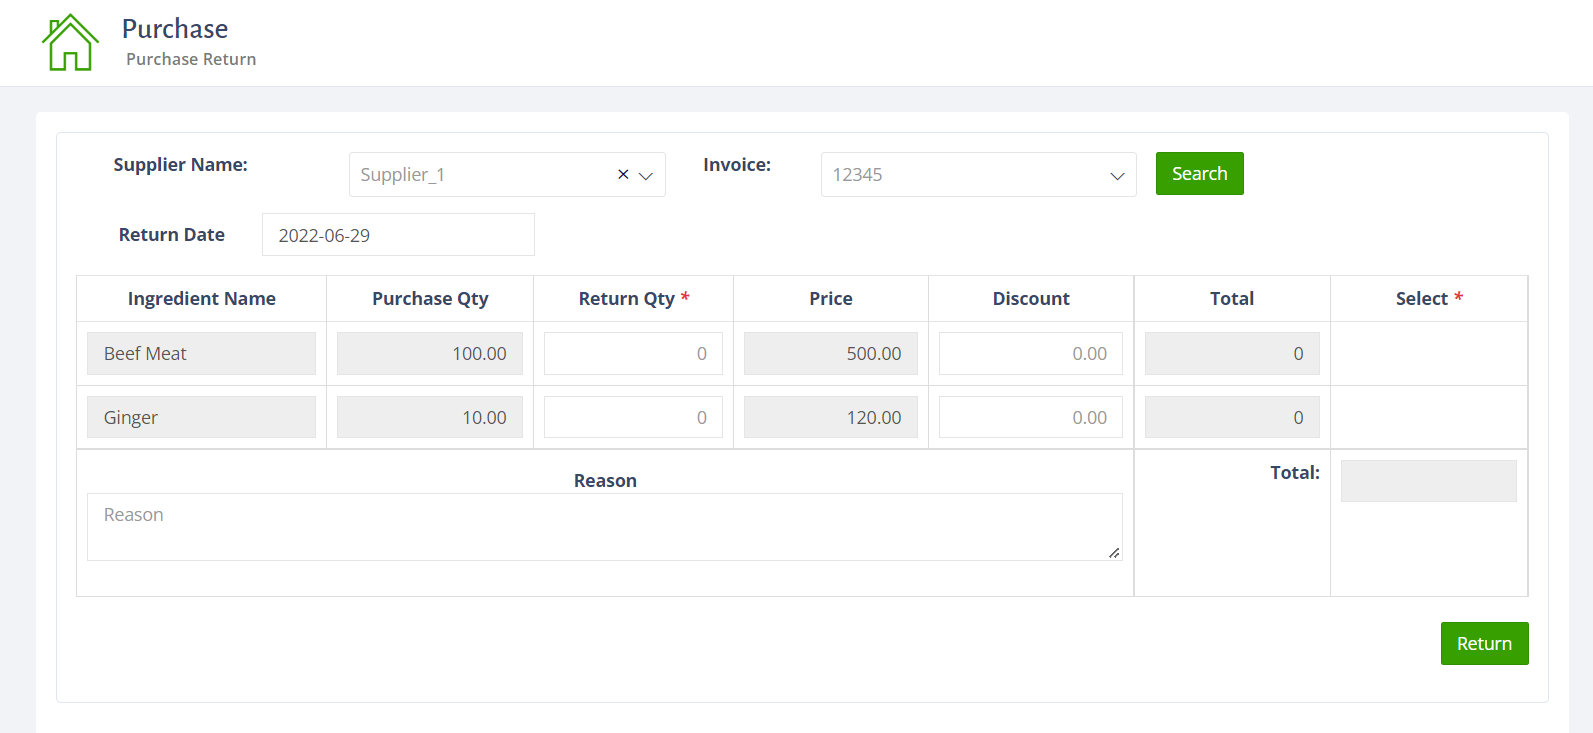 Purchase
Purchase Return
Supplier Name: Supplier_1 × Invoice: 12345 Search
Return Date 2022-06-29
Ingredient Name Purchase Qty Return Qty * Price Discount Total Select *
Beef Meat 100.00 0 500.00 0.00 0
Ginger 10.00 0 120.00 0.00 0
Reason Total:
Reason
Return